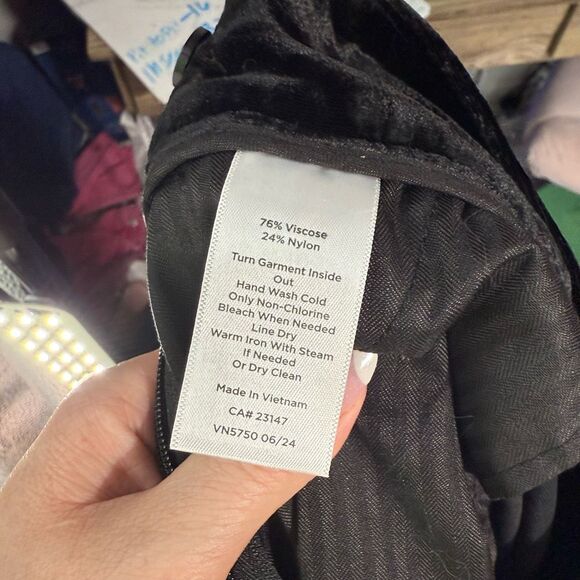 76% Viscose
24% Nylon
Turn Garment Inside
Out
Hand Wash Cold
Only Non-Chlorine
Bleach When Needed
Line Dry
Warm Iron With Steam
If Needed
Or Dry Clean
Made In Vietnam
CA# 23147
VN5750 06/24